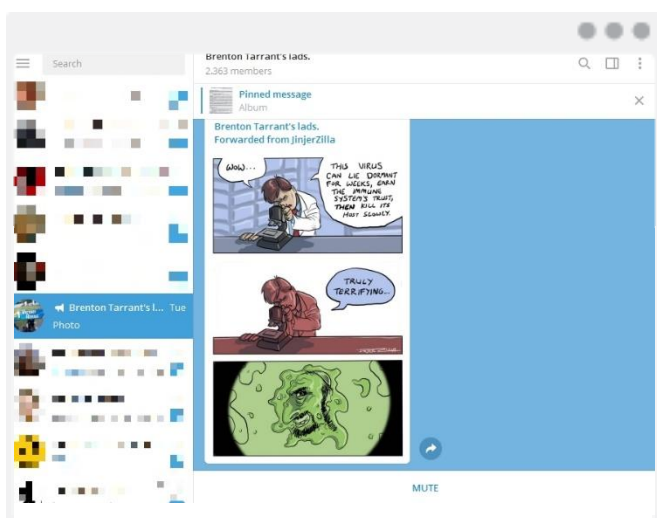 Search
Brenton Tarrant's lads.
2.363 members
Pinned message
Album
Brenton Tarrant's lads.
Forwarded from JinjerZilla
WOW...
THIS VIRUS
CAN LIE DORMANT
FOR WEEKS, EARN
THE IMMUNE
SYSTEM'S TRUST,
THEN KILL ITS
HOST SLOWLY.
TRULY
TERRIFYING..
Brenton Tarrant's l... Tue
Photo
MUTE